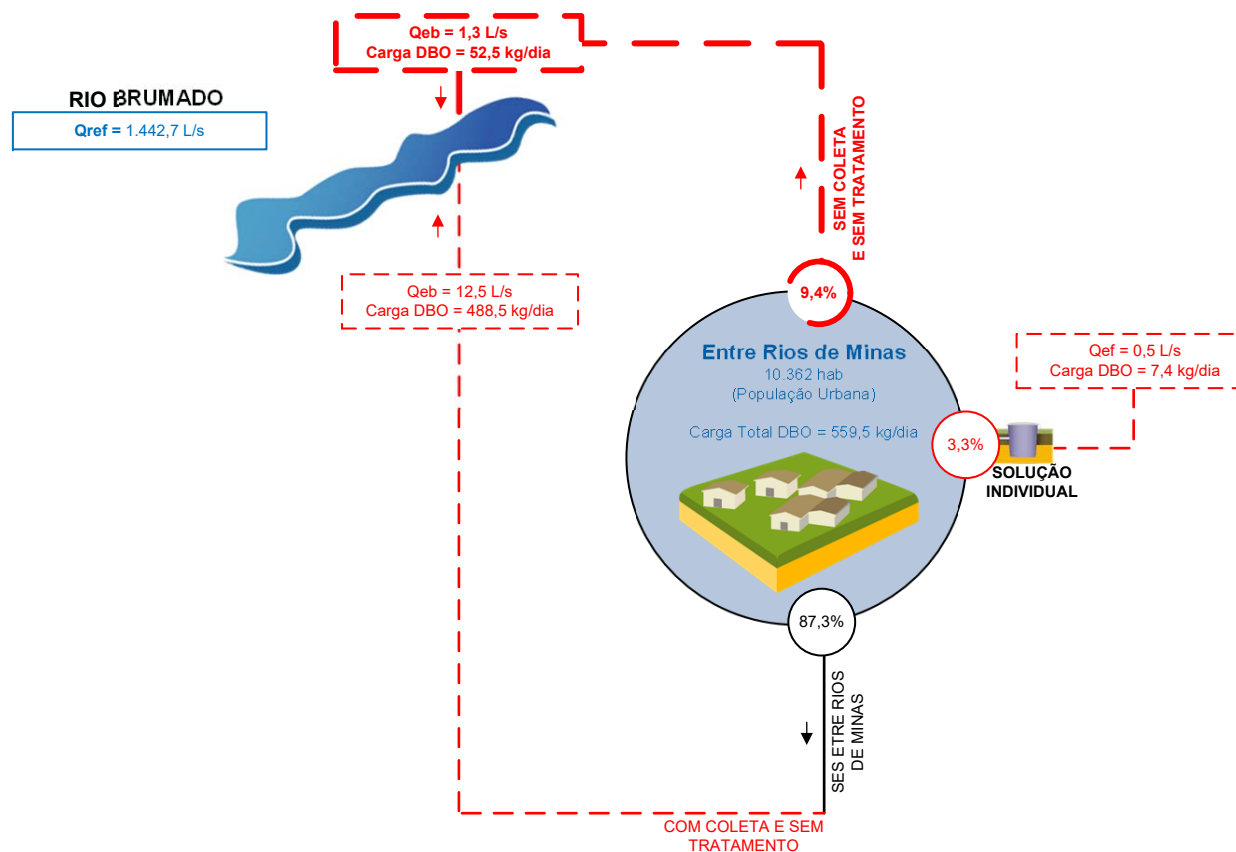 Qeb = 1,3 L/s
Carga DBO = 52,5 kg/dia
RIO BRUMADO
Qref = 1.442,7 L/s
SEM COLETA
E SEM TRATAMENTO
Qeb = 12,5 L/s
Carga DBO = 488,5 kg/dia
9,4%
Entre Rios de Minas
10.362 hab
(População Urbana)
Carga Total DBO = 559,5 kg/dia
Qef = 0,5 L/s
Carga DBO = 7,4 kg/dia
3,3%
SOLUÇÃO
INDIVIDUAL
87,3%
SES ETRE RIOS
DE MINAS
COM COLETA E SEM
TRATAMENTO